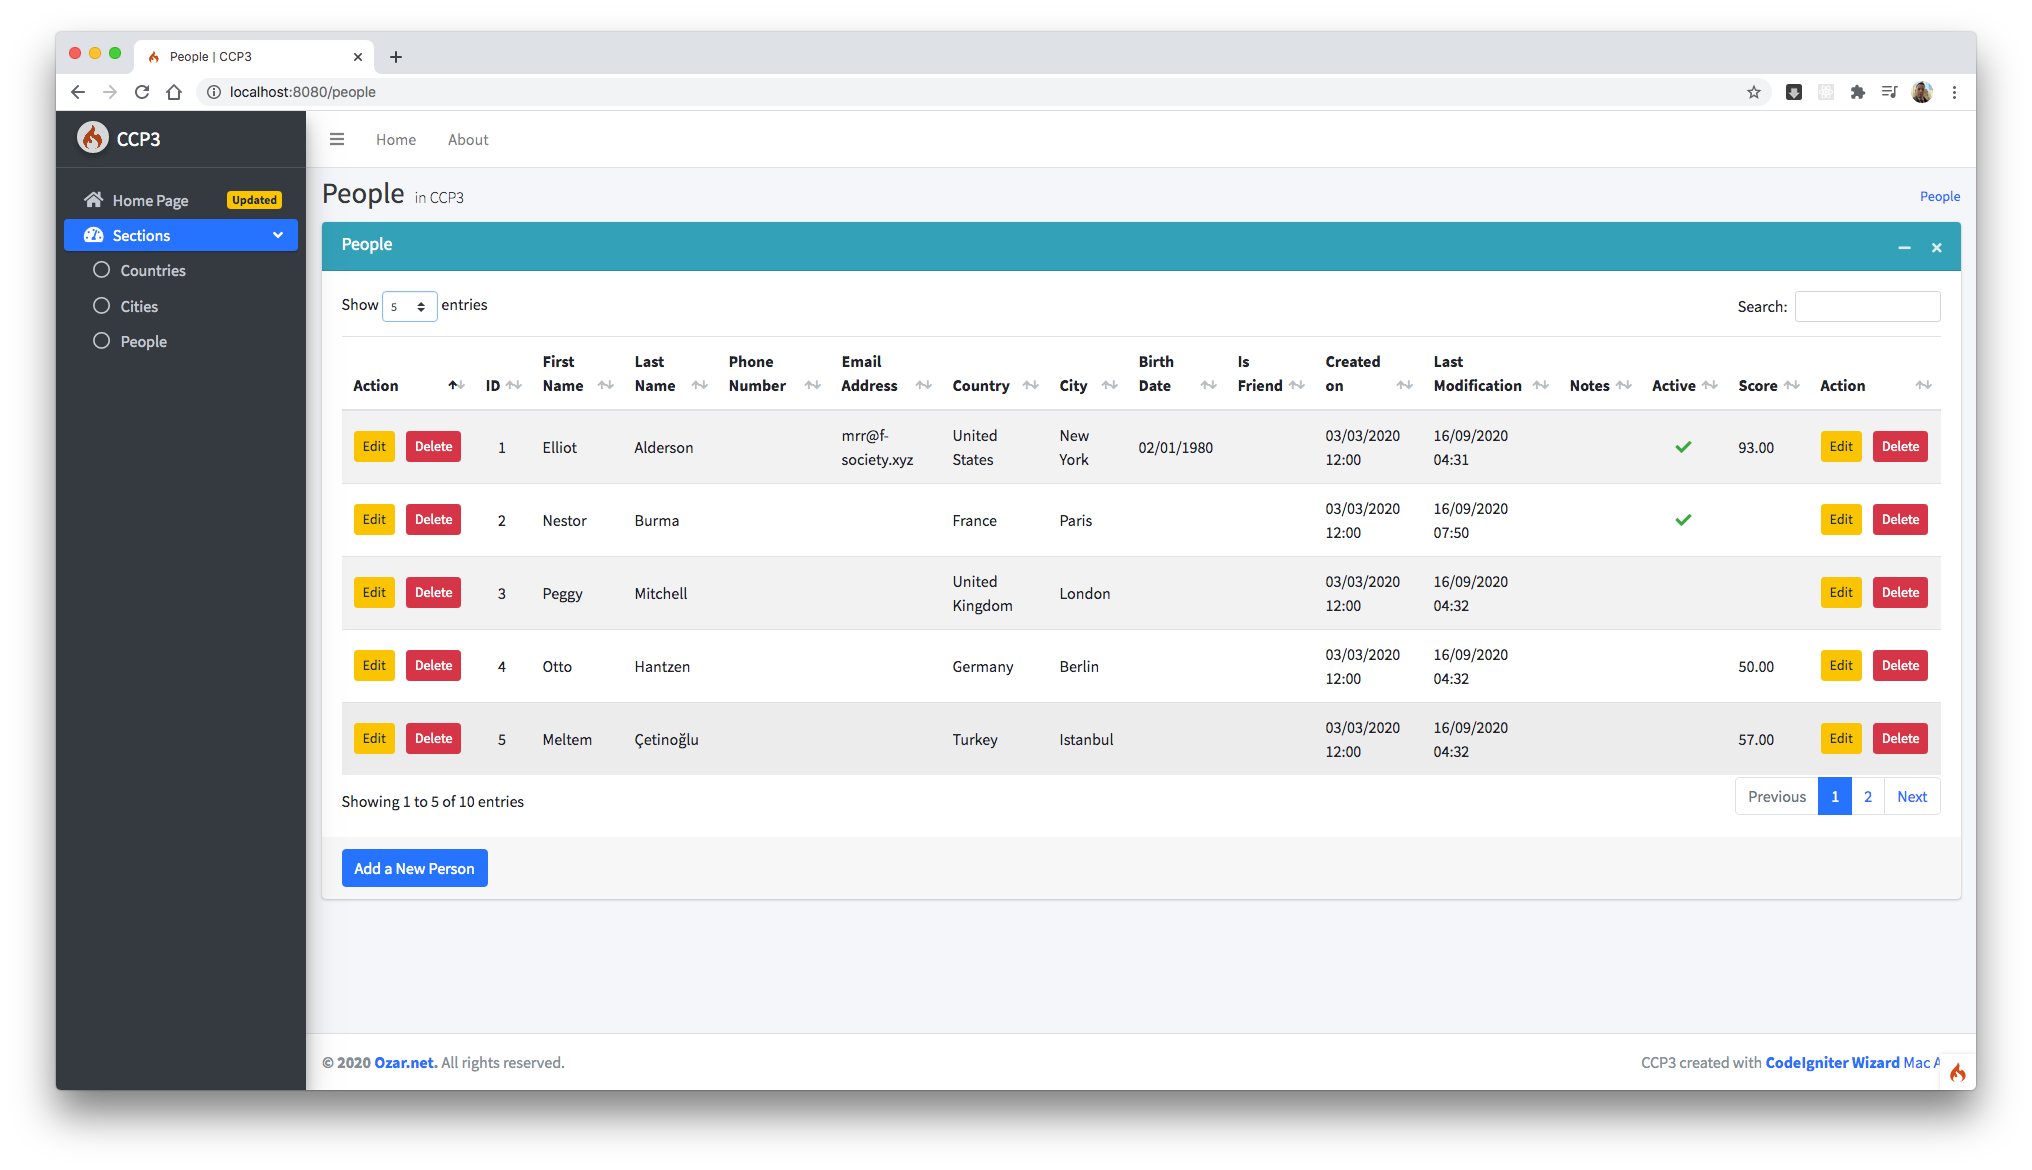 People | CCP3
localhost:8080/people
CCP3
Home About
Home Page Updated
Sections
Countries
Cities
People
People in CCP3
People
People
Show 5 entries
Search:
Action ID First Name Last Name Phone Number Email Address Country City Birth Date Is Friend Created on Last Modification Notes Active Score Action
Edit Delete 1 Elliot Alderson mrr@f-society.xyz United States New York 02/01/1980 03/03/2020 12:00 16/09/2020 04:31 93.00 Edit Delete
Edit Delete 2 Nestor Burma France Paris 03/03/2020 12:00 16/09/2020 07:50 Edit Delete
Edit Delete 3 Peggy Mitchell United Kingdom London 03/03/2020 12:00 16/09/2020 04:32 Edit Delete
Edit Delete 4 Otto Hantzen Germany Berlin 03/03/2020 12:00 16/09/2020 04:32 50.00 Edit Delete
Edit Delete 5 Meltem Çetinoğlu Turkey Istanbul 03/03/2020 12:00 16/09/2020 04:32 57.00 Edit Delete
Showing 1 to 5 of 10 entries
Previous 1 2 Next
Add a New Person
© 2020 Ozar.net. All rights reserved.
CCP3 created with CodeIgniter Wizard Mac A